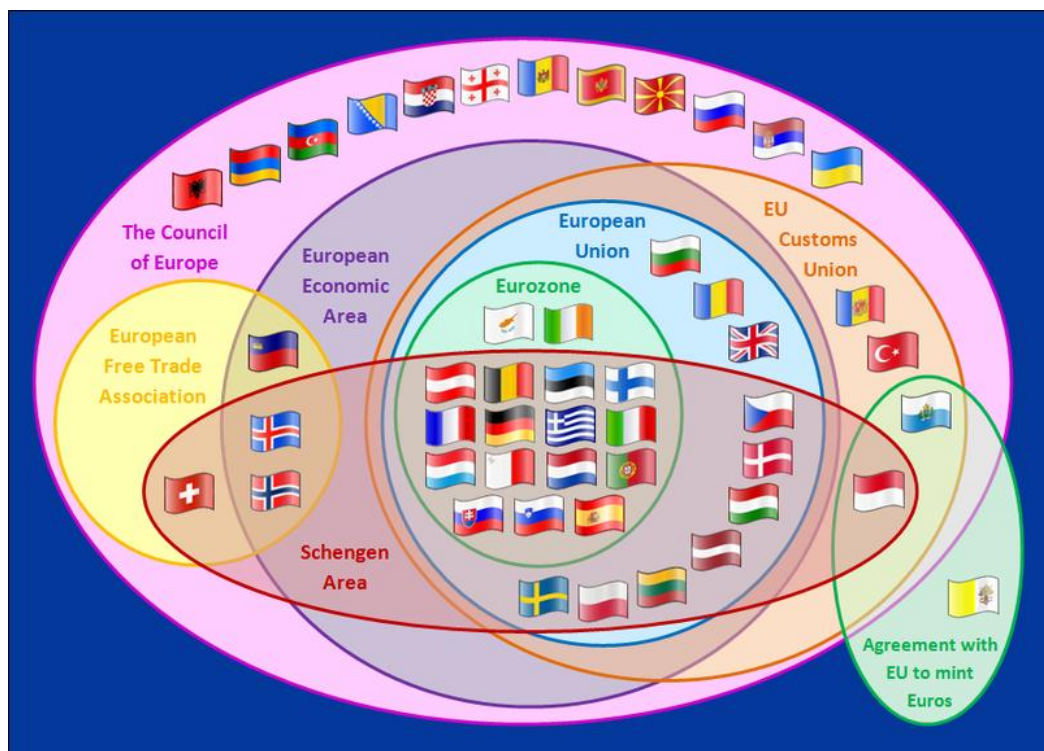 The Council
of Europe
European
Economic
Area
European
Union
EU
Customs
Union
Eurozone
European
Free Trade
Association
Schengen
Area
Agreement with
EU to mint
Euros